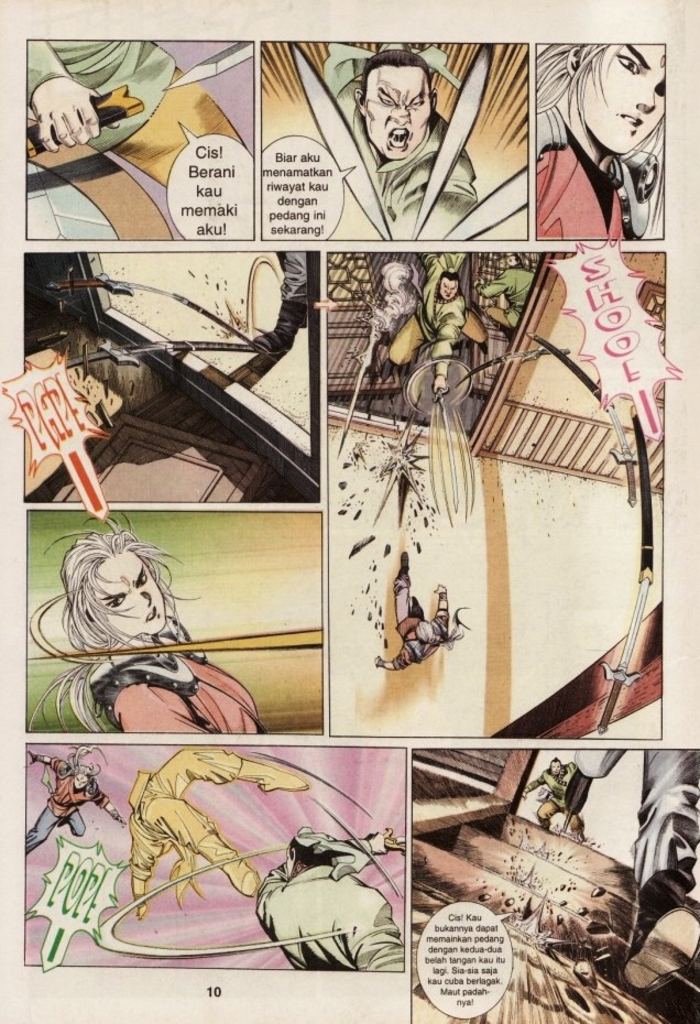 Cis!
Berani
kau
memaki
aku!
Biar aku
menamatkan
riwayat kau
dengan
pedang ini
sekarang!
SHOOL!
PAPAP!
POPP!
Cis! Kau
bukannya dapat
memainkan pedang
dengan kedua-dua
belah tangan kau itu
lagi. Sia-sia saja
kau cuba berlagak.
Maut padah-
nya!
10